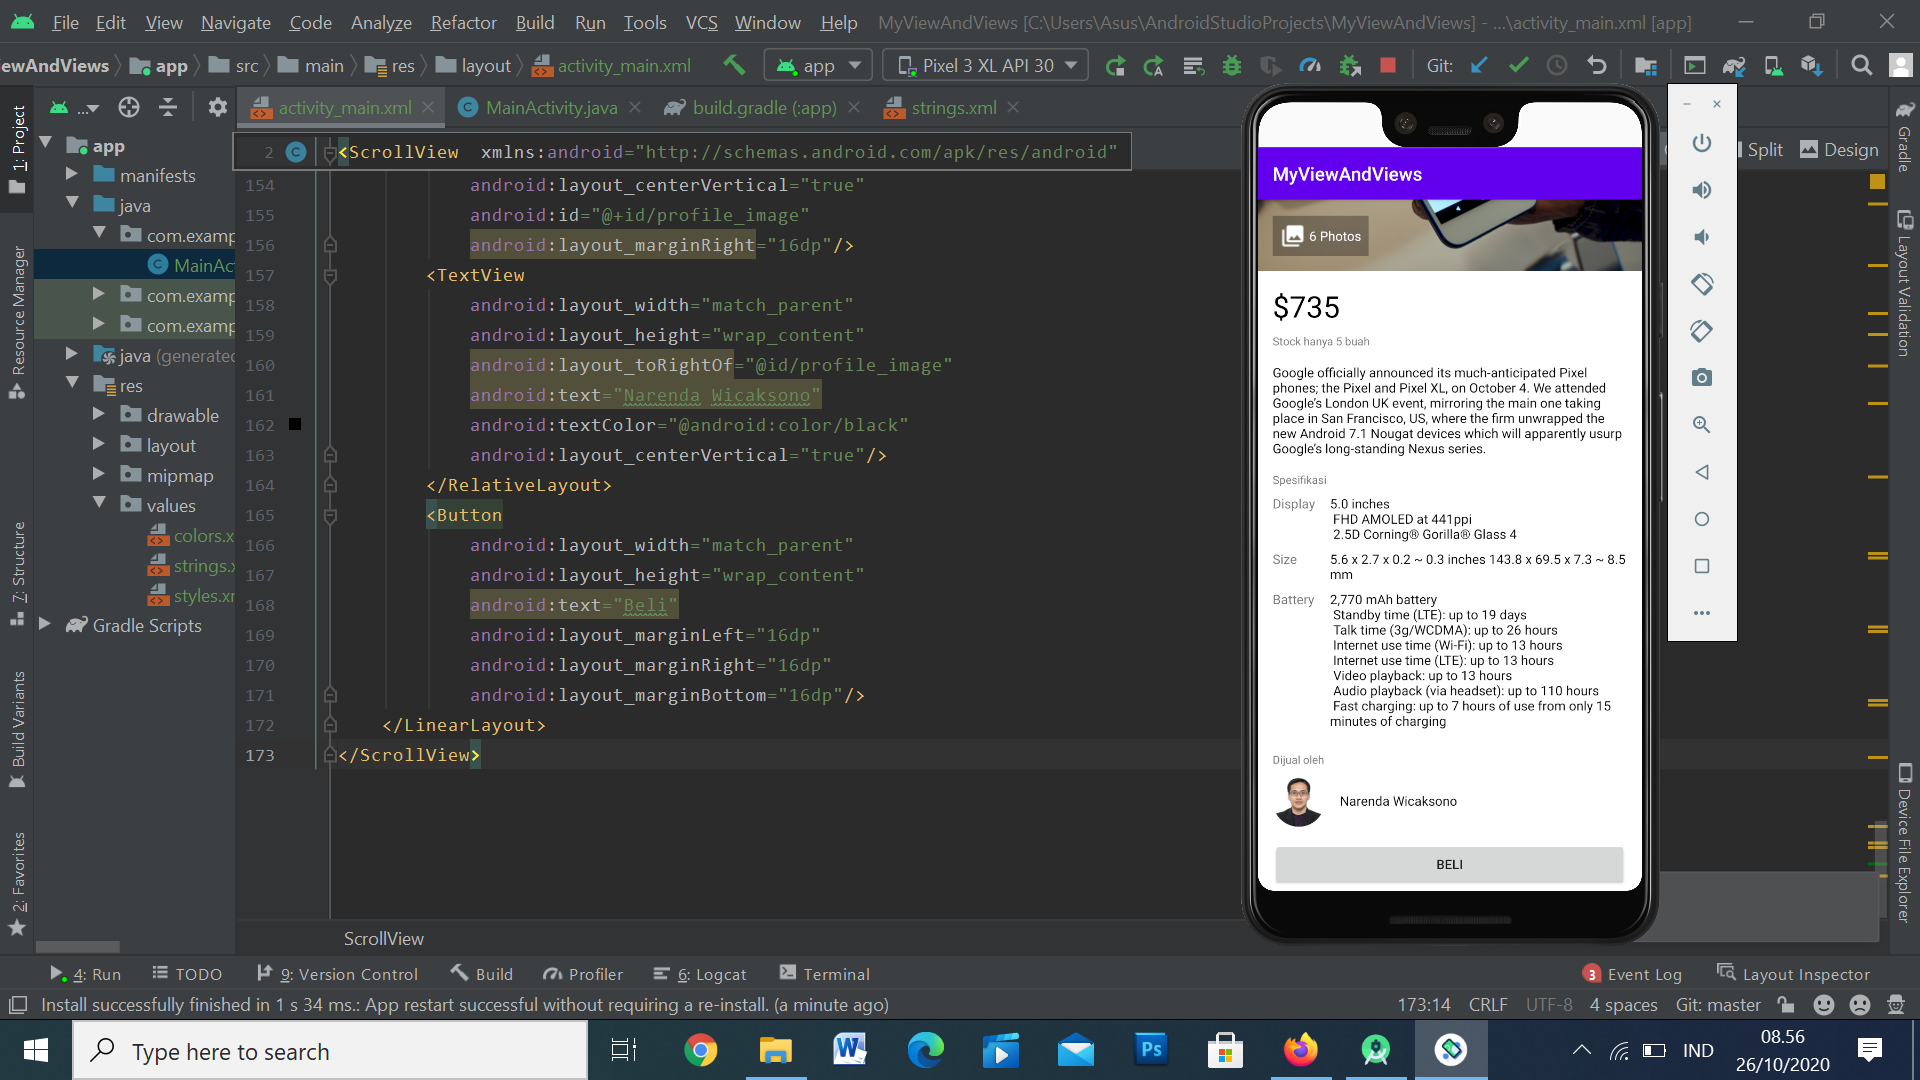 File Edit View Navigate Code Analyze Refactor Build Run Tools VCS Window Help MyViewAndViews [C:\Users\Asus\AndroidStudioProjects\MyViewAndViews] - ...\activity_main.xml [app]
ewAndViews app src main res layout activity_main.xml app Pixel 3 XL API 30 Git:
... activity_main.xml MainActivity.java build.gradle (:app) strings.xml
Split Design
1: Project
Resource Manager
7: Structure
Build Variants
2: Favorites
app
manifests
java
com.examp
MainAc
com.examp
com.examp
java (generated
res
drawable
layout
mipmap
values
colors.x
strings.x
styles.xr
Gradle Scripts
2 <ScrollView xmlns:android="http://schemas.android.com/apk/res/android"
154 android:layout_centerVertical="true"
155 android:id="@+id/profile_image"
156 android:layout_marginRight="16dp"/>
157 <TextView
158 android:layout_width="match_parent"
159 android:layout_height="wrap_content"
160 android:layout_toRightOf="@id/profile_image"
161 android:text="Narenda Wicaksono"
162 android:textColor="@android:color/black"
163 android:layout_centerVertical="true"/>
164 </RelativeLayout>
165 <Button
166 android:layout_width="match_parent"
167 android:layout_height="wrap_content"
168 android:text="Beli"
169 android:layout_marginLeft="16dp"
170 android:layout_marginRight="16dp"
171 android:layout_marginBottom="16dp"/>
172 </LinearLayout>
173 </ScrollView>
ScrollView
MyViewAndViews
6 Photos
$735
Stock hanya 5 buah
Google officially announced its much-anticipated Pixel
phones; the Pixel and Pixel XL, on October 4. We attended
Google's London UK event, mirroring the main one taking
place in San Francisco, US, where the firm unwrapped the
new Android 7.1 Nougat devices which will apparently usurp
Google's long-standing Nexus series.
Spesifikasi
Display 5.0 inches
FHD AMOLED at 441ppi
2.5D Corning® Gorilla® Glass 4
Size 5.6 x 2.7 x 0.2 ~ 0.3 inches 143.8 x 69.5 x 7.3 ~ 8.5
mm
Battery 2,770 mAh battery
Standby time (LTE): up to 19 days
Talk time (3g/WCDMA): up to 26 hours
Internet use time (Wi-Fi): up to 13 hours
Internet use time (LTE): up to 13 hours
Video playback: up to 13 hours
Audio playback (via headset): up to 110 hours
Fast charging: up to 7 hours of use from only 15
minutes of charging
Dijual oleh
Narenda Wicaksono
BELI
Gradle
Layout Validation
Device File Explorer
4: Run TODO 9: Version Control Build Profiler 6: Logcat Terminal 3 Event Log Layout Inspector
Install successfully finished in 1 s 34 ms.: App restart successful without requiring a re-install. (a minute ago) 173:14 CRLF UTF-8 4 spaces Git: master
Type here to search
W
Ps
IND
08.56
26/10/2020